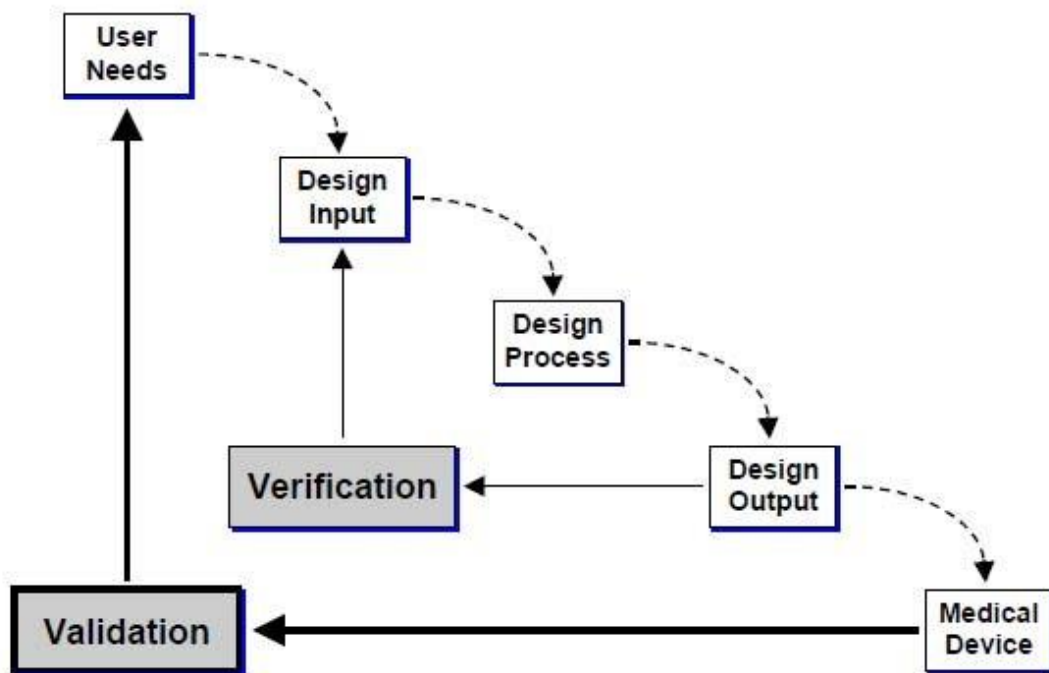 User
Needs
Design
Input
Design
Process
Verification
Design
Output
Validation
Medical
Device